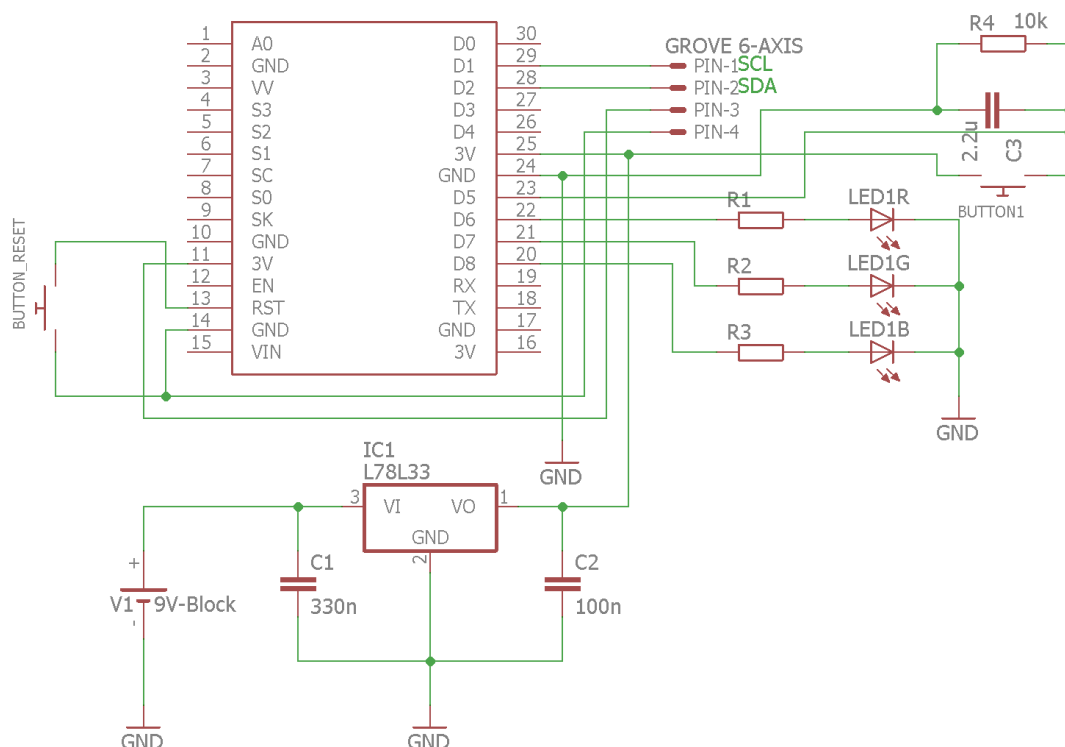 1 A0 D0 30
2 GND D1 29
3 VV D2 28
4 S3 D3 27
5 S2 D4 26
6 S1 3V 25
7 SC GND 24
8 S0 D5 23
9 SK D6 22
10 GND D7 21
11 3V D8 20
12 EN RX 19
13 RST TX 18
14 GND GND 17
15 VIN 3V 16
BUTTON_RESET
GROVE 6-AXIS
PIN-1 SCL
PIN-2 SDA
PIN-3
PIN-4
R4 10k
2.2u C3
BUTTON1
R1 LED1R
R2 LED1G
R3 LED1B
GND
GND
IC1
L78L33
3 VI VO 1
GND
2
C1
330n
C2
100n
+
V1 9V-Block
-
GND
GND